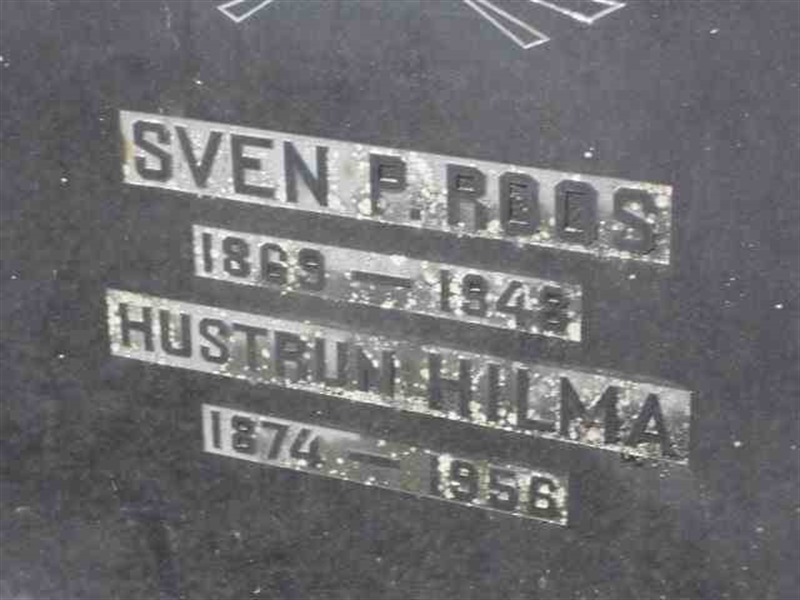 SVEN P. ROOS
1869 — 1948
HUSTRUN HILMA
1874 — 1956